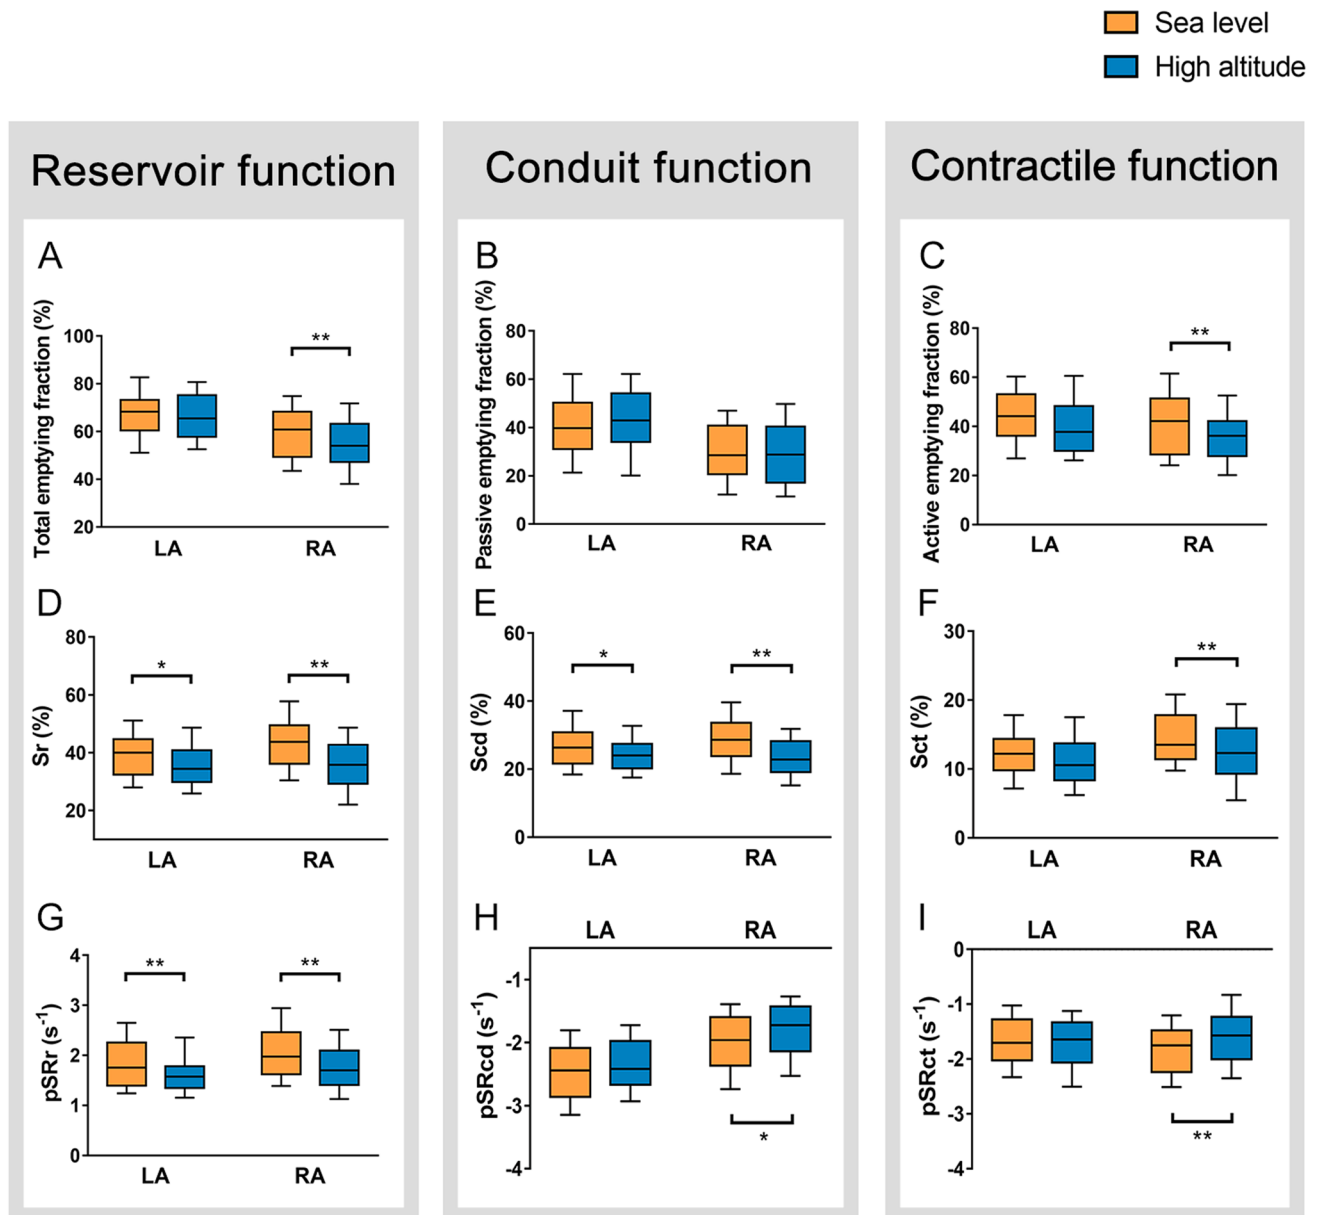 Sea level
High altitude
Reservoir function
Conduit function
Contractile function
A
Total emptying fraction (%)
100
80
60
40
20
**
LA
RA
B
Passive emptying fraction (%)
80
60
40
20
0
LA
RA
C
Active emptying fraction (%)
80
60
40
20
0
**
LA
RA
D
Sr (%)
80
60
40
20
*
**
LA
RA
E
Scd (%)
60
40
20
0
*
**
LA
RA
F
Sct (%)
30
20
10
0
**
LA
RA
G
pSRr (s⁻¹)
4
3
2
1
0
**
**
LA
RA
H
LA
RA
pSRcd (s⁻¹)
-1
-2
-3
-4
*
I
LA
RA
pSRct (s⁻¹)
0
-1
-2
-3
-4
**